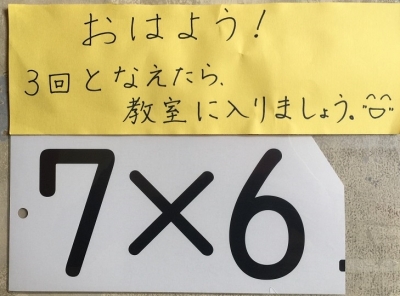 おはよう!
3回となえたら、
教室に入りましょう。
7×6